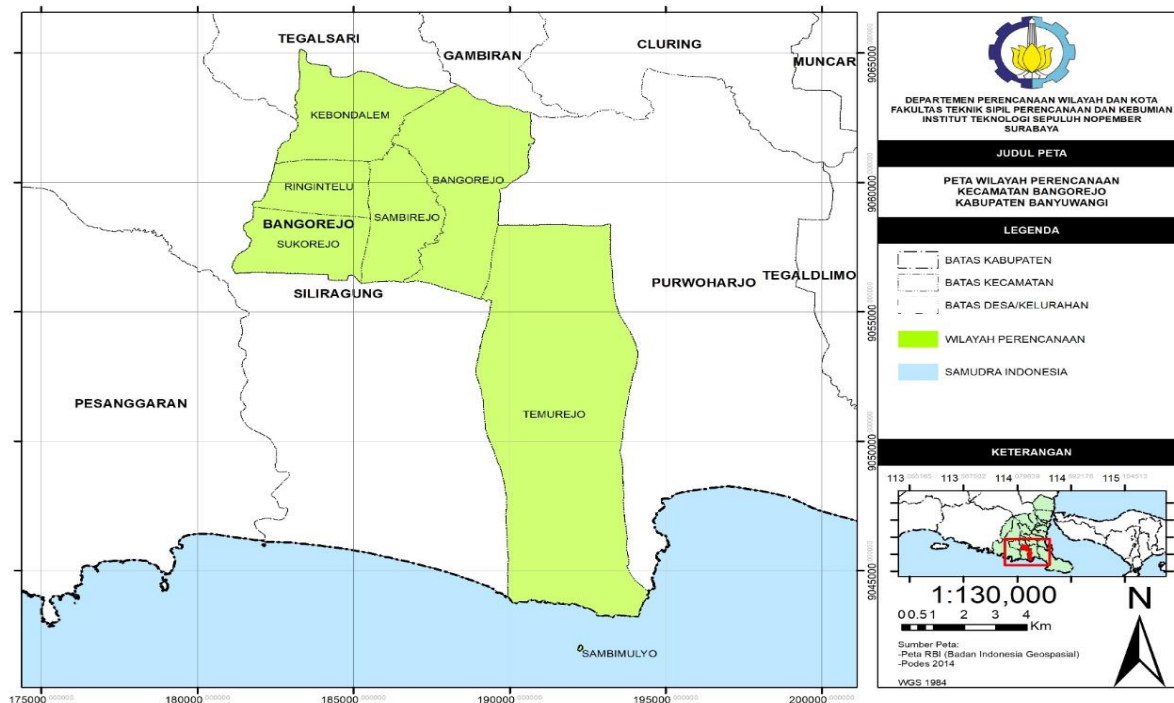 TEGALSARI
GAMBIRAN
CLURING
MUNCAR
KEBONDALEM
RINGINTELU
BANGOREJO
SAMBIREJO
BANGOREJO
SUKOREJO
SILIRAGUNG
PURWOHARJO
TEGALDLIMO
PESANGGARAN
TEMUREJO
SAMBIMULYO
9065000
9060000
9055000
9050000
9045000
175000
180000
185000
190000
195000
200000
DEPARTEMEN PERENCANAAN WILAYAH DAN KOTA
FAKULTAS TEKNIK SIPIL PERENCANAAN DAN KEBUMIAN
INSTITUT TEKNOLOGI SEPULUH NOPEMBER
SURABAYA
JUDUL PETA
PETA WILAYAH PERENCANAAN
KECAMATAN BANGOREJO
KABUPATEN BANYUWANGI
LEGENDA
BATAS KABUPATEN
BATAS KECAMATAN
BATAS DESA/KELURAHAN
WILAYAH PERENCANAAN
SAMUDRA INDONESIA
KETERANGAN
113 113 114 114 115
1:130,000
0 0.5 1 2 3 4
Km
N
Sumber Peta:
-Peta RBI (Badan Indonesia Geospasial)
-Podes 2014
WGS 1984